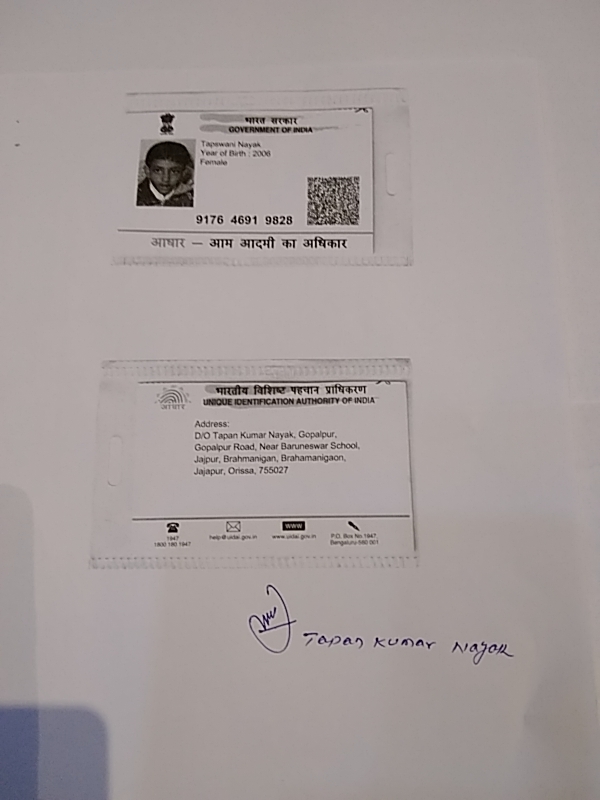 भारत सरकार
GOVERNMENT OF INDIA
Tapswani Nayak
Year of Birth : 2006
Female
9176 4691 9828
आधार – आम आदमी का अधिकार
भारतीय विशिष्ट पहचान प्राधिकरण
UNIQUE IDENTIFICATION AUTHORITY OF INDIA
आधार
Address:
D/O Tapan Kumar Nayak, Gopalpur,
Gopalpur Road, Near Baruneswar School,
Jajpur, Brahmanigan, Brahamanigaon,
Jajapur, Orissa, 755027
WWW
1947
1800 180 1947
help@uidai.gov.in
www.uidai.gov.in
P.O. Box No.1947,
Bengaluru-560 001
Tapan Kumar Nayak